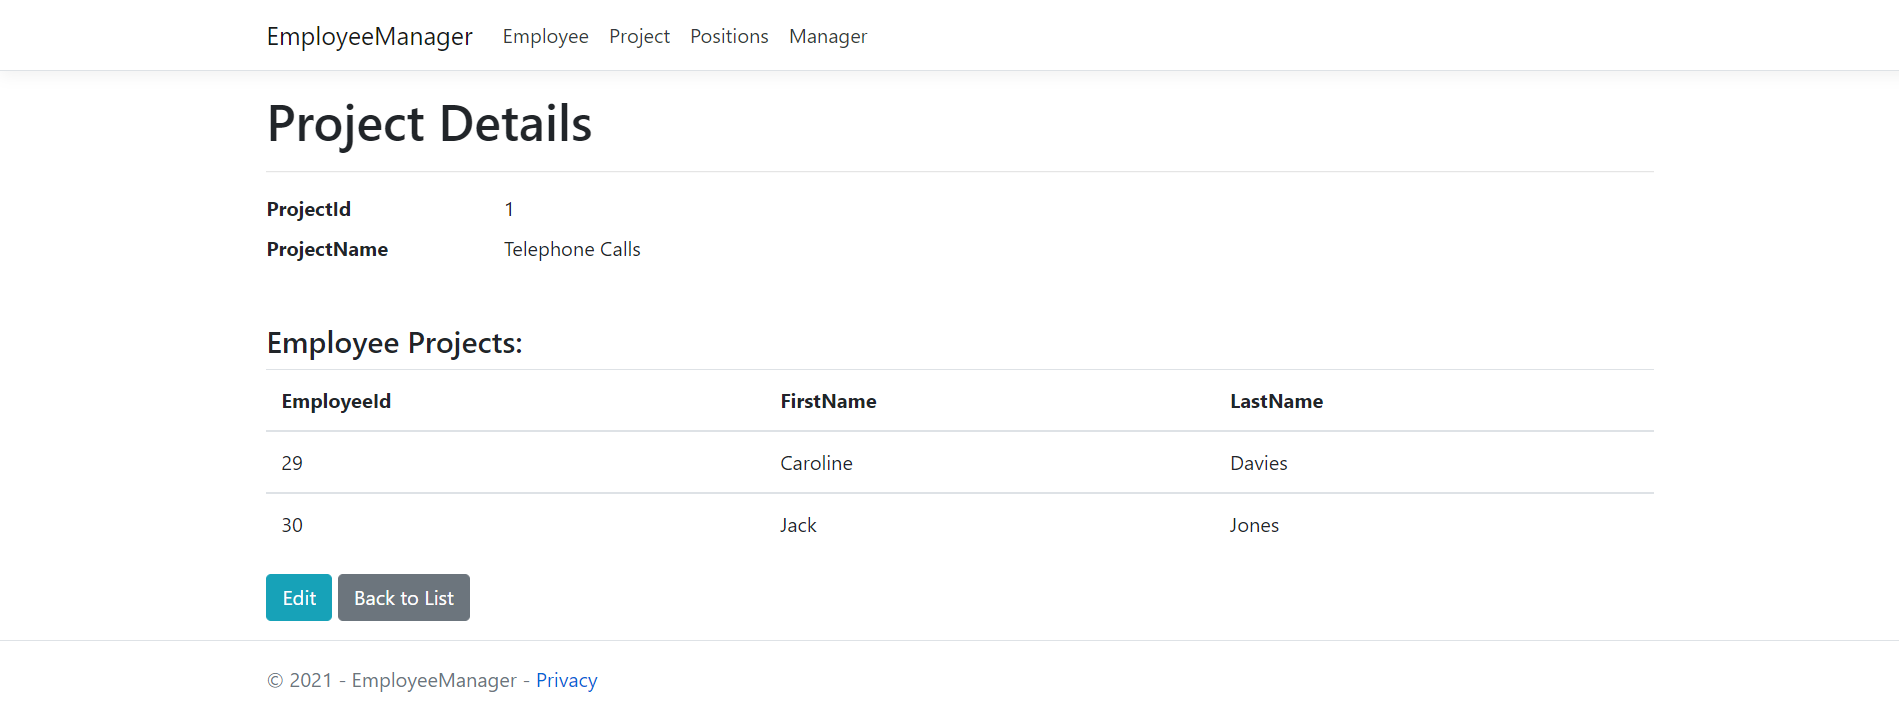 EmployeeManager Employee Project Positions Manager
Project Details
ProjectId 1
ProjectName Telephone Calls
Employee Projects:
EmployeeId FirstName LastName
29 Caroline Davies
30 Jack Jones
Edit Back to List
© 2021 - EmployeeManager - Privacy